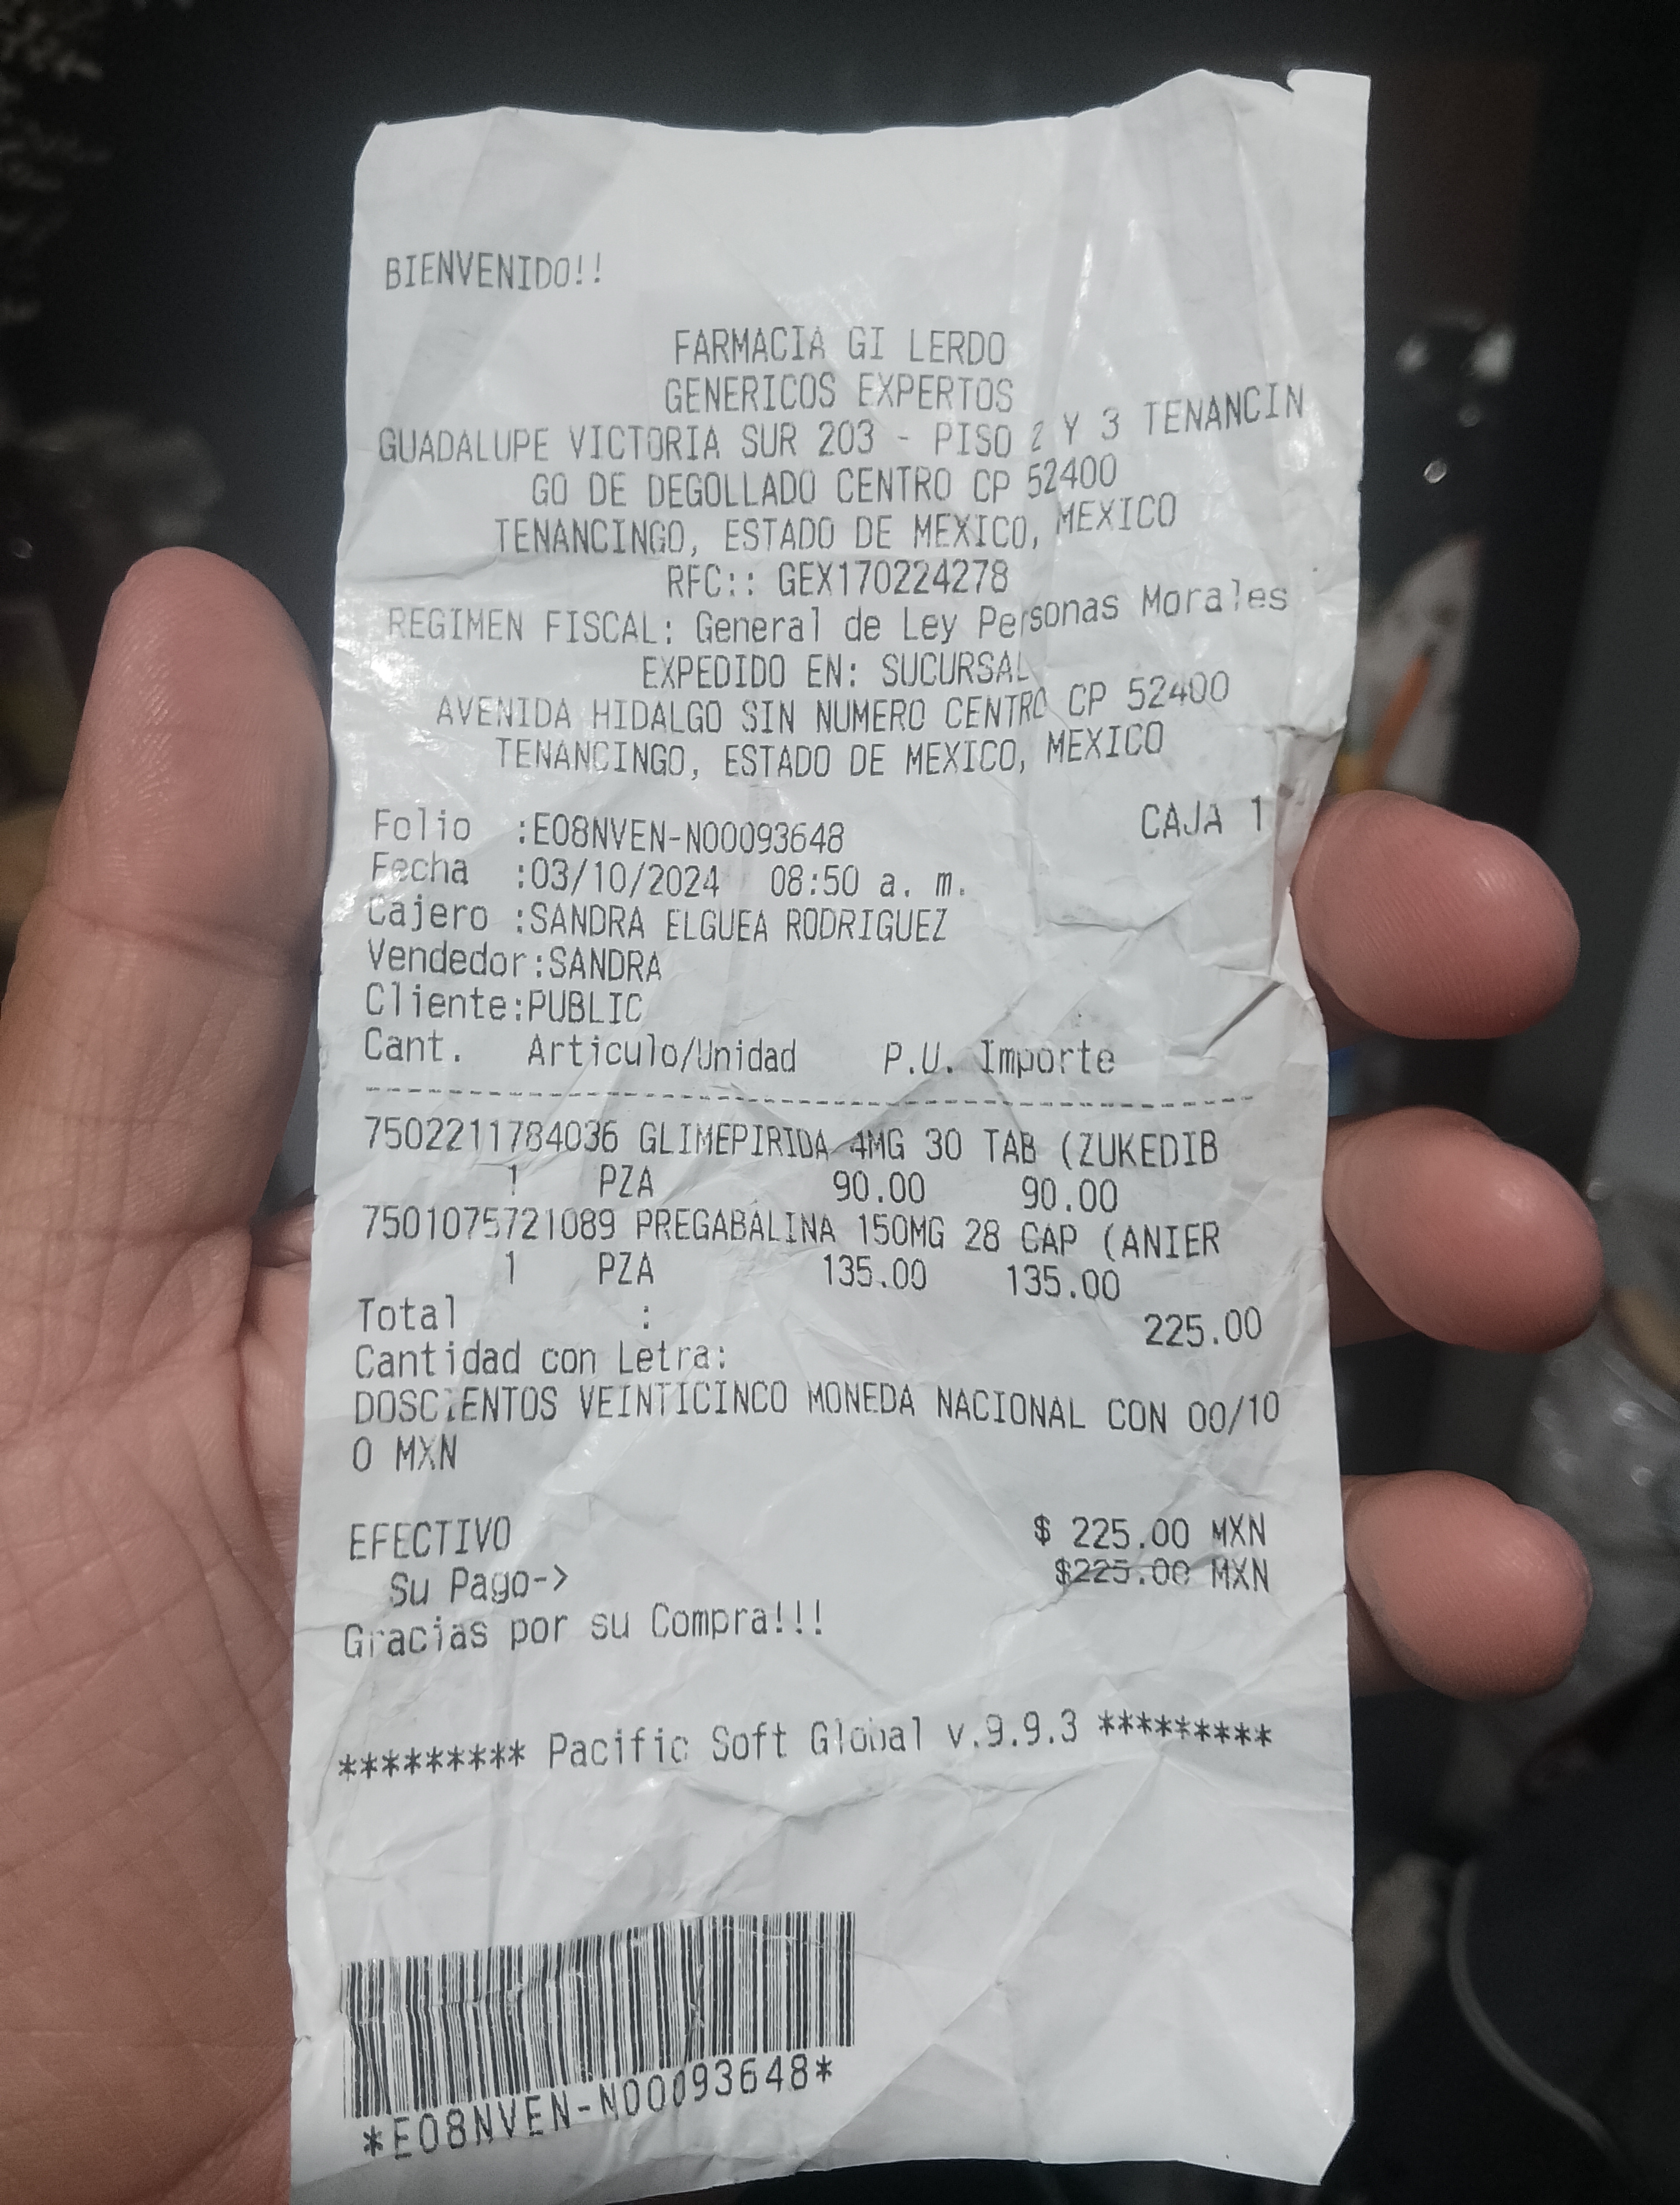 BIENVENIDO!!
FARMACIA GI LERDO
GENERICOS EXPERTOS
GUADALUPE VICTORIA SUR 203 - PISO 2 Y 3 TENANCIN
GO DE DEGOLLADO CENTRO CP 52400
TENANCINGO, ESTADO DE MEXICO, MEXICO
RFC:: GEX170224278
REGIMEN FISCAL: General de Ley Personas Morales
EXPEDIDO EN: SUCURSAL
AVENIDA HIDALGO SIN NUMERO CENTRO CP 52400
TENANCINGO, ESTADO DE MEXICO, MEXICO
Folio :E08NVEN-N00093648 CAJA 1
Fecha :03/10/2024 08:50 a. m.
Cajero :SANDRA ELGUEA RODRIGUEZ
Vendedor:SANDRA
Cliente:PUBLIC
Cant. Articulo/Unidad P.U. Importe
--------------------------------------------------
7502211784036 GLIMEPIRIDA 4MG 30 TAB (ZUKEDIB
1 PZA 90.00 90.00
7501075721089 PREGABALINA 150MG 28 CAP (ANIER
1 PZA 135.00 135.00
Total : 225.00
Cantidad con Letra:
DOSCIENTOS VEINTICINCO MONEDA NACIONAL CON 00/10
0 MXN
EFECTIVO $ 225.00 MXN
Su Pago-> $225.00 MXN
Gracias por su Compra!!!
********* Pacific Soft Global v.9.9.3 *********
*E08NVEN-N00093648*